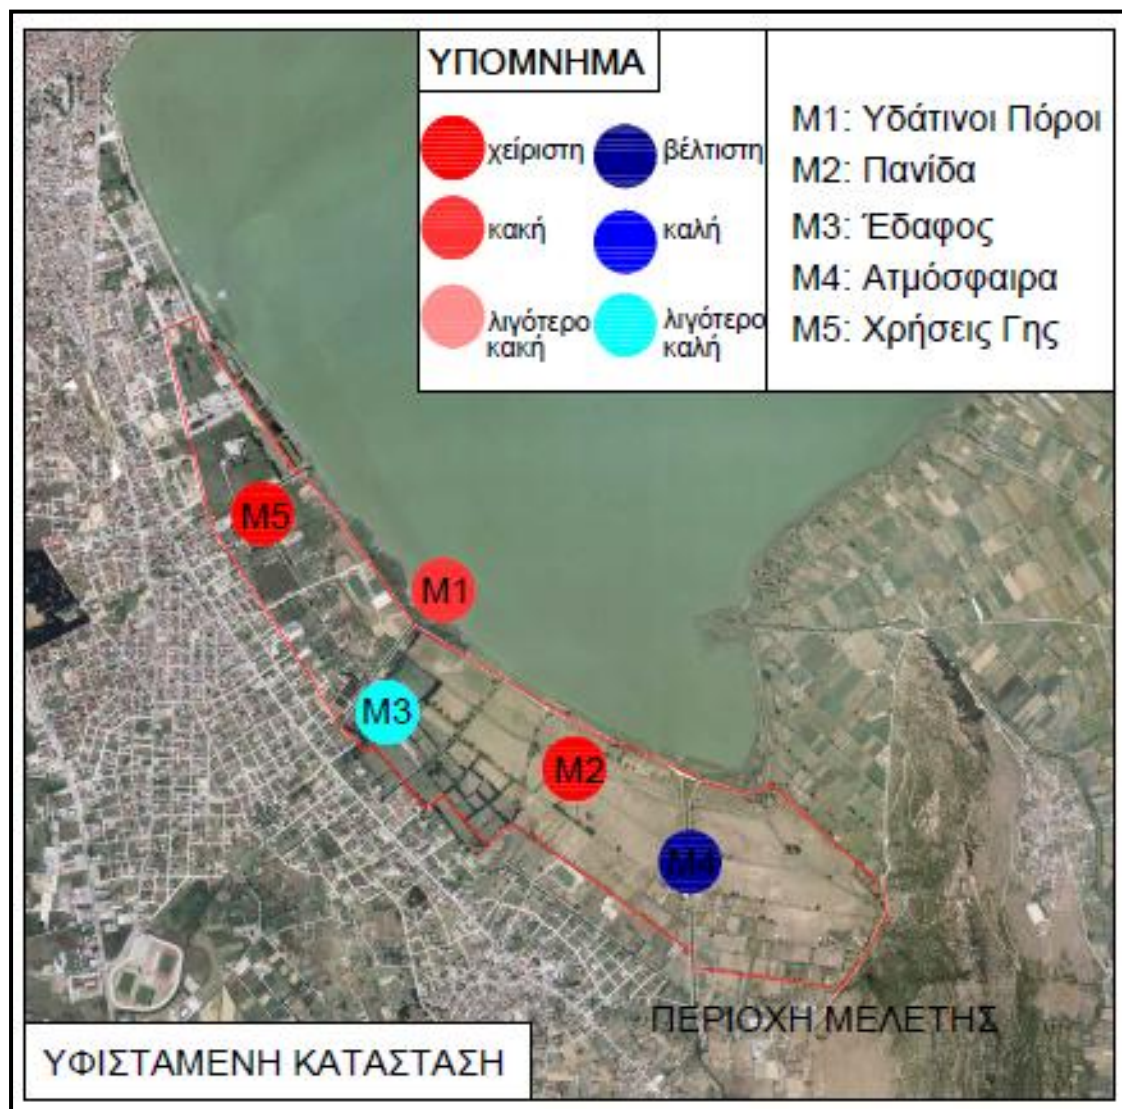 ΥΠΟΜΝΗΜΑ
χείριστη
βέλτιστη
κακή
καλή
λιγότερο
κακή
λιγότερο
καλή
Μ1: Υδάτινοι Πόροι
Μ2: Πανίδα
Μ3: Έδαφος
Μ4: Ατμόσφαιρα
Μ5: Χρήσεις Γης
Μ5
Μ1
Μ3
Μ2
Μ4
ΠΕΡΙΟΧΗ ΜΕΛΕΤΗΣ
ΥΦΙΣΤΑΜΕΝΗ ΚΑΤΑΣΤΑΣΗ